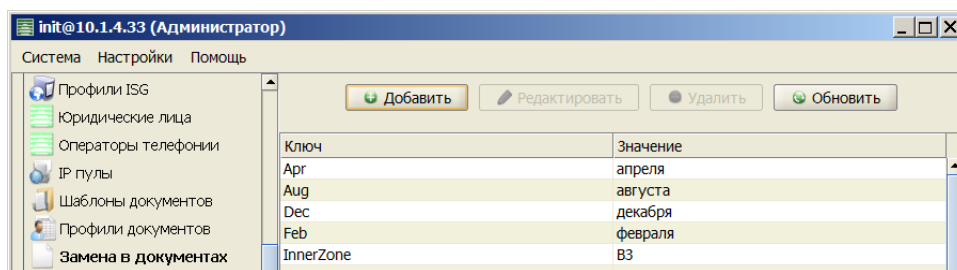 init@10.1.4.33 (Администратор)
Система Настройки Помощь
Профили ISG
Юридические лица
Операторы телефонии
IP пулы
Шаблоны документов
Профили документов
Замена в документах
Добавить Редактировать Удалить Обновить
Ключ Значение
Apr апреля
Aug августа
Dec декабря
Feb февраля
InnerZone ВЗ